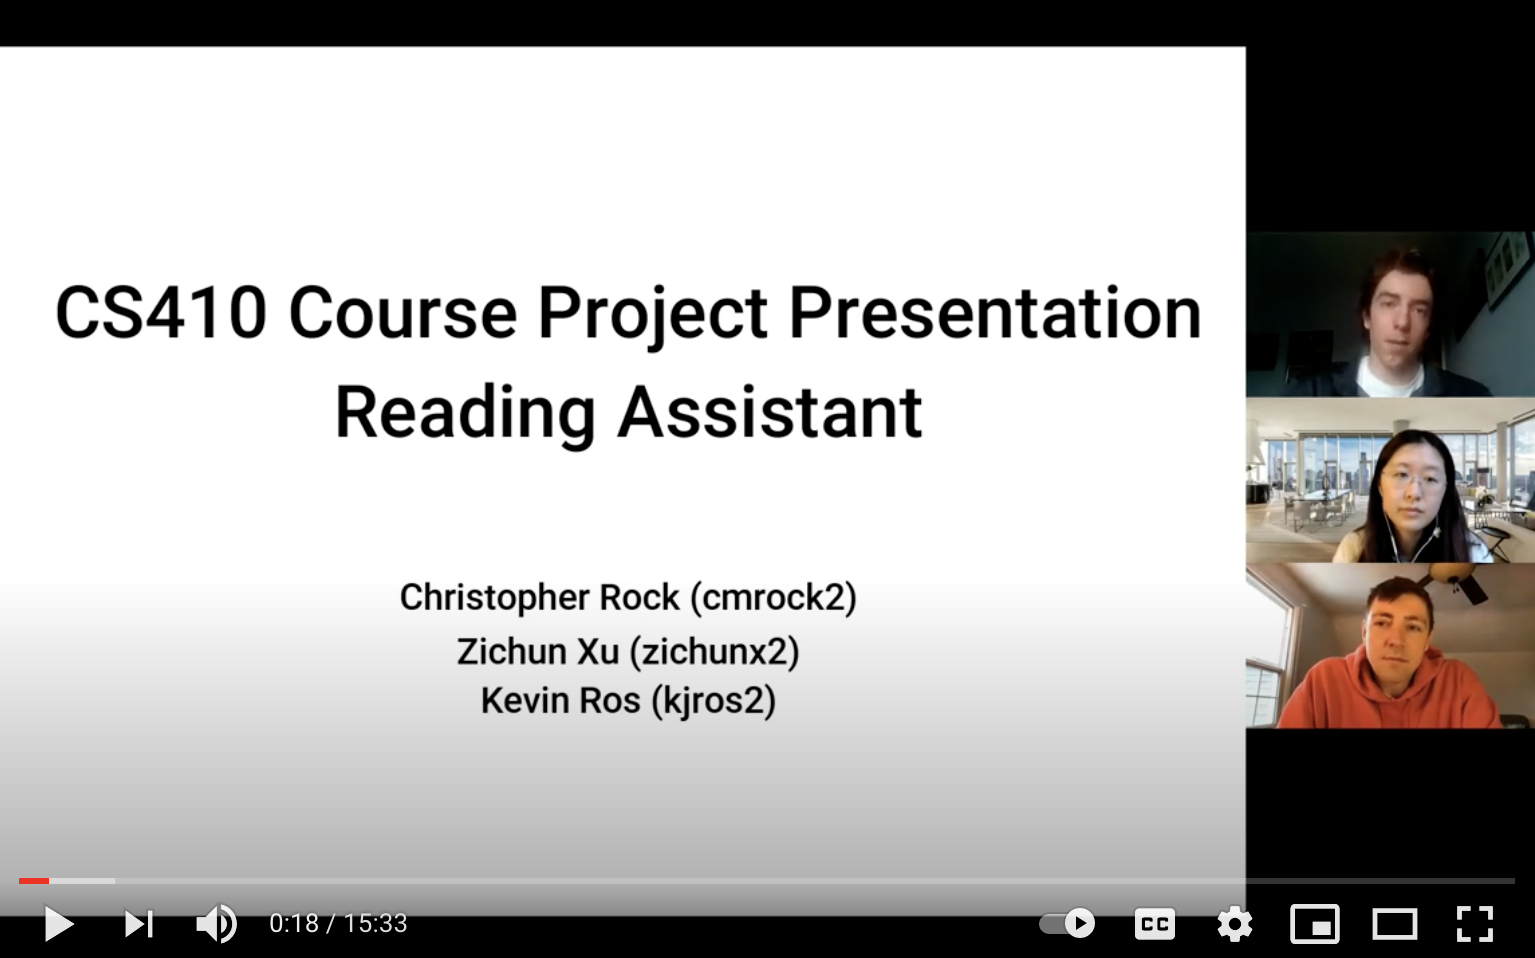 CS410 Course Project Presentation
Reading Assistant
Christopher Rock (cmrock2)
Zichun Xu (zichunx2)
Kevin Ros (kjros2)
0:18 / 15:33
CC